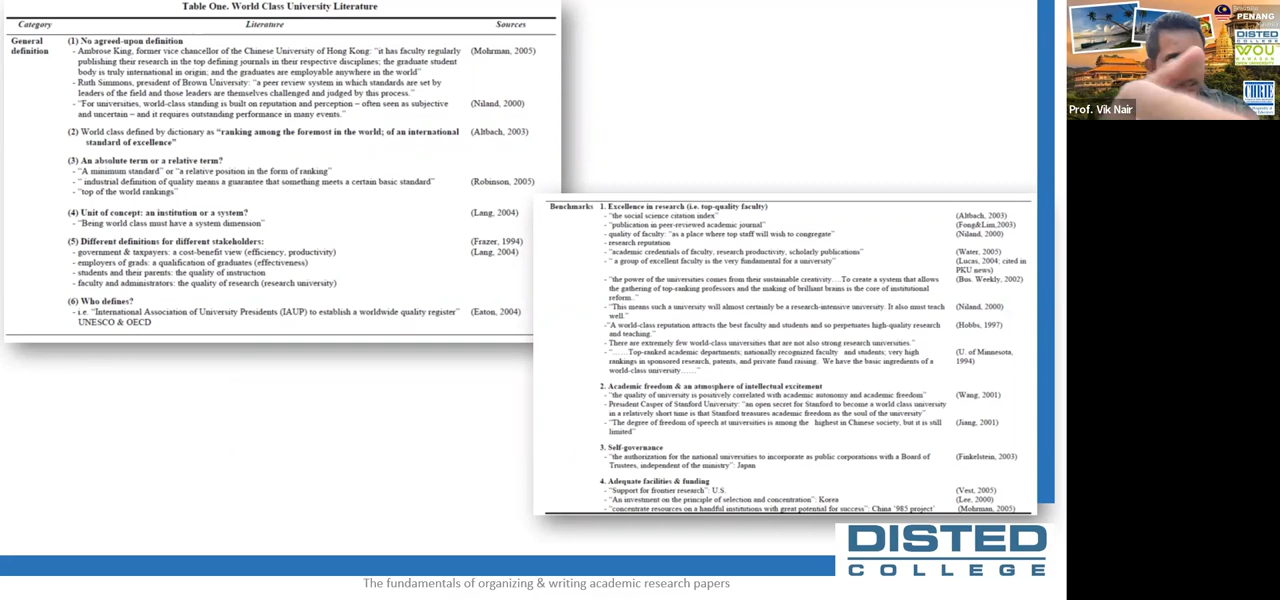 Table One. World Class University Literature
Category Literature Sources
General definition
(1) No agreed-upon definition
- Ambrose King, former vice chancellor of the Chinese University of Hong Kong: “it has faculty regularly (Mohrman, 2005)
publishing their research in the top defining journals in their respective disciplines; the graduate student
body is truly international in origin; and the graduates are employable anywhere in the world”
- Ruth Simmons, president of Brown University: “a peer review system in which standards are set by
leaders of the field and those leaders are themselves challenged and judged by this process.”
- “For universities, world-class standing is built on reputation and perception – often seen as subjective (Niland, 2000)
and uncertain – and it requires outstanding performance in many events.”
(2) World class defined by dictionary as “ranking among the foremost in the world; of an international (Altbach, 2003)
standard of excellence”
(3) An absolute term or a relative term?
- “A minimum standard” or “a relative position in the form of ranking”
- “ industrial definition of quality means a guarantee that something meets a certain basic standard” (Robinson, 2005)
- “top of the world rankings”
(4) Unit of concept: an institution or a system? (Lang, 2004)
- “Being world class must have a system dimension”
(5) Different definitions for different stakeholders: (Frazer, 1994)
- government & taxpayers: a cost-benefit view (efficiency, productivity) (Lang, 2004)
- employers of grads: a qualification of graduates (effectiveness)
- students and their parents: the quality of instruction
- faculty and administrators: the quality of research (research university)
(6) Who defines?
- i.e. “International Association of University Presidents (IAUP) to establish a worldwide quality register” (Eaton, 2004)
UNESCO & OECD
Benchmarks 1. Excellence in research (i.e. top-quality faculty)
- “the social science citation index” (Altbach, 2003)
- “publication in peer-reviewed academic journal” (Fong&Lim,2003)
- quality of faculty: “as a place where top staff will wish to congregate” (Niland, 2000)
- research reputation
- “academic credentials of faculty, research productivity, scholarly publications” (Water, 2005)
- “ a group of excellent faculty is the very fundamental for a university” (Lucas, 2004; cited in
PKU news)
- “the power of the universities comes from their sustainable creativity….To create a system that allows (Bus. Weekly, 2002)
the gathering of top-ranking professors and the making of brilliant brains is the core of institutional
reform..”
- “This means such a university will almost certainly be a research-intensive university. It also must teach (Niland, 2000)
well.”
-“A world-class reputation attracts the best faculty and students and so perpetuates high-quality research (Hobbs, 1997)
and teaching.”
- There are extremely few world-class universities that are not also strong research universities.”
- “……Top-ranked academic departments; nationally recognized faculty and students; very high (U. of Minnesota,
rankings in sponsored research, patents, and private fund raising. We have the basic ingredients of a 1994)
world-class university……”
2. Academic freedom & an atmosphere of intellectual excitement
- “the quality of university is positively correlated with academic autonomy and academic freedom” (Wang, 2001)
- President Casper of Stanford University: “an open secret for Stanford to become a world class university
in a relatively short time is that Stanford treasures academic freedom as the soul of the university”
- “The degree of freedom of speech at universities is among the highest in Chinese society, but it is still (Jiang, 2001)
limited”
3. Self-governance
- “the authorization for the national universities to incorporate as public corporations with a Board of (Finkelstein, 2003)
Trustees, independent of the ministry”: Japan
4. Adequate facilities & funding
- “Support for frontier research”: U.S. (Vest, 2005)
- “An investment on the principle of selection and concentration”: Korea (Lee, 2000)
- “concentrate resources on a handful institutions with great potential for success”: China ‘985 project’ (Mohrman, 2005)
DISTED
COLLEGE
The fundamentals of organizing & writing academic research papers
PENANG
DISTED
COLLEGE
WOU
CHRIE
Prof. Vik Nair